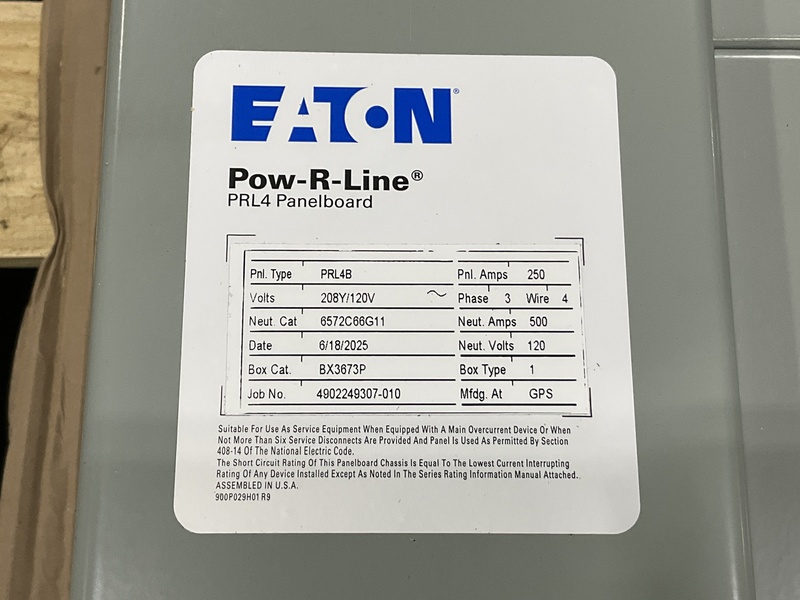 EATON®
Pow-R-Line®
PRL4 Panelboard
Pnl. Type PRL4B Pnl. Amps 250
Volts 208Y/120V ~ Phase 3 Wire 4
Neut. Cat 6572C66G11 Neut. Amps 500
Date 6/18/2025 Neut. Volts 120
Box Cat. BX3673P Box Type 1
Job No. 4902249307-010 Mfdg. At GPS
Suitable For Use As Service Equipment When Equipped With A Main Overcurrent Device Or When
Not More Than Six Service Disconnects Are Provided And Panel Is Used As Permitted By Section
408-14 Of The National Electric Code.
The Short Circuit Rating Of This Panelboard Chassis Is Equal To The Lowest Current Interrupting
Rating Of Any Device Installed Except As Noted In The Series Rating Information Manual Attached.
ASSEMBLED IN U.S.A.
900P029H01 R9